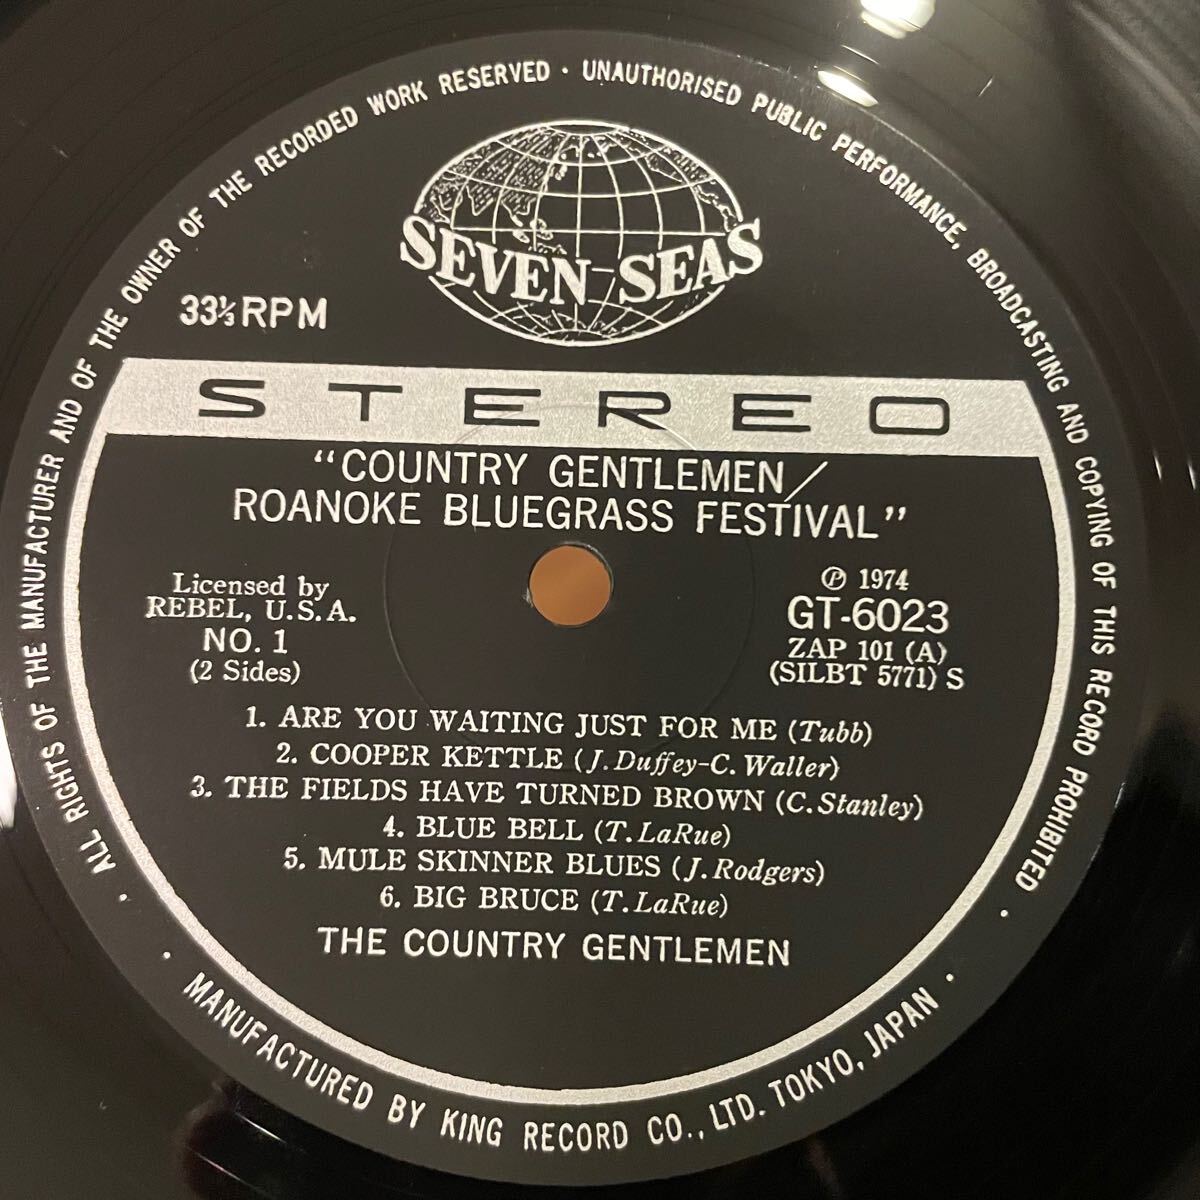 ALL RIGHTS OF THE MANUFACTURER AND OF THE OWNER OF THE RECORDED WORK RESERVED · UNAUTHORISED PUBLIC PERFORMANCE, BROADCASTING AND COPYING OF THIS RECORD PROHIBITED ·
SEVEN SEAS
33⅓ RPM
STEREO
“COUNTRY GENTLEMEN/
ROANOKE BLUEGRASS FESTIVAL”
Licensed by
REBEL, U.S.A.
NO. 1
(2 Sides)
℗ 1974
GT-6023
ZAP 101 (A)
(SILBT 5771) S
1. ARE YOU WAITING JUST FOR ME (Tubb)
2. COOPER KETTLE (J. Duffey-C. Waller)
3. THE FIELDS HAVE TURNED BROWN (C. Stanley)
4. BLUE BELL (T. LaRue)
5. MULE SKINNER BLUES (J. Rodgers)
6. BIG BRUCE (T. LaRue)
THE COUNTRY GENTLEMEN
· MANUFACTURED BY KING RECORD CO., LTD. TOKYO, JAPAN ·